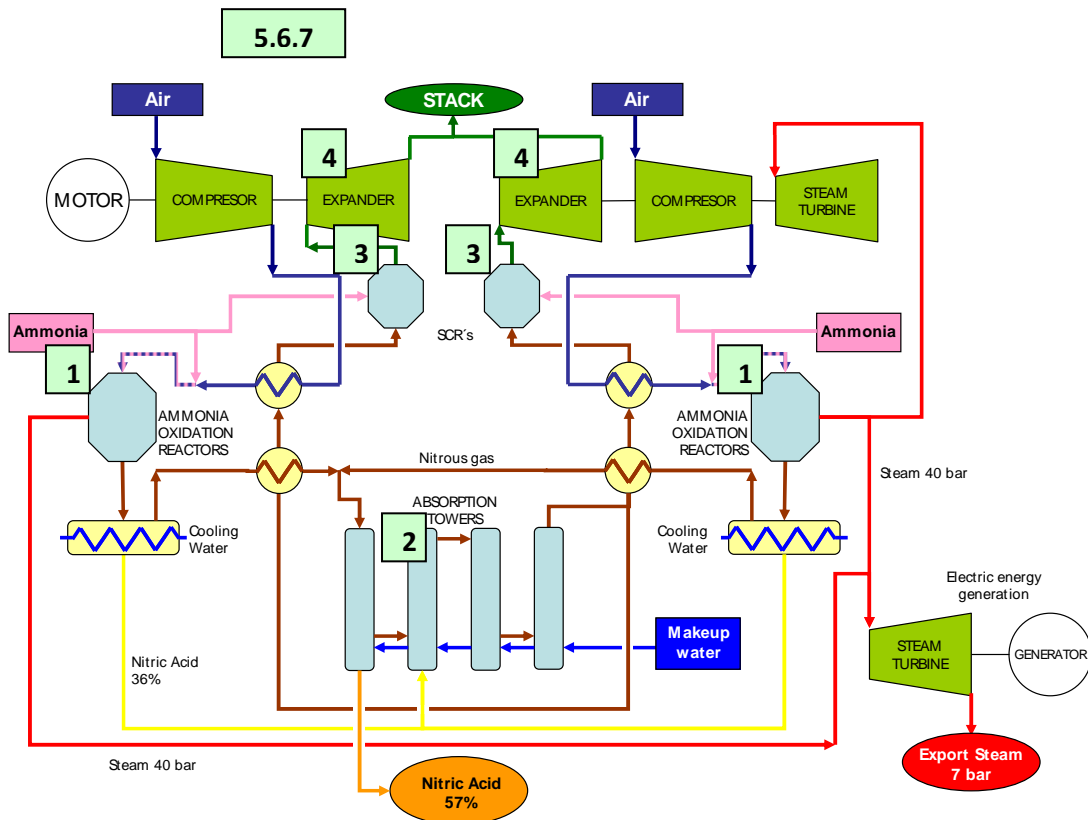 5.6.7
Air
STACK
Air
4
4
MOTOR
COMPRESOR
EXPANDER
EXPANDER
COMPRESOR
STEAM
TURBINE
3
3
Ammonia
SCR´s
Ammonia
1
1
AMMONIA
OXIDATION
REACTORS
AMMONIA
OXIDATION
REACTORS
Nitrous gas
Steam 40 bar
ABSORPTION
TOWERS
Cooling
Water
2
Cooling
Water
Electric energy
generation
Makeup
water
STEAM
TURBINE
GENERATOR
Nitric Acid
36%
Steam 40 bar
Nitric Acid
57%
Export Steam
7 bar